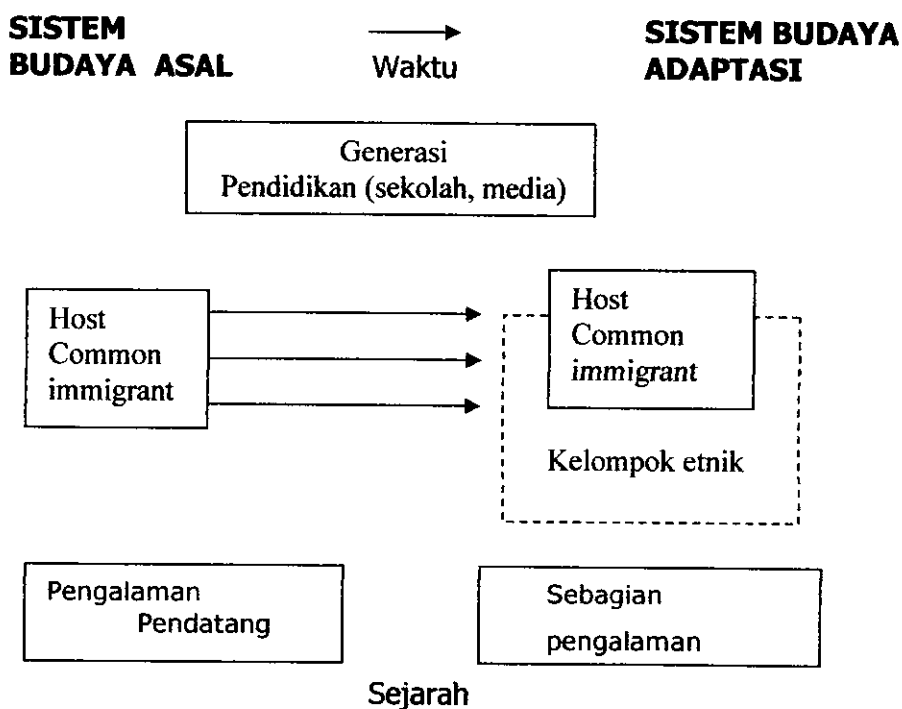 SISTEM
BUDAYA ASAL
Waktu
SISTEM BUDAYA
ADAPTASI
Generasi
Pendidikan (sekolah, media)
Host
Common
immigrant
Host
Common
immigrant
Kelompok etnik
Pengalaman
Pendatang
Sebagian
pengalaman
Sejarah